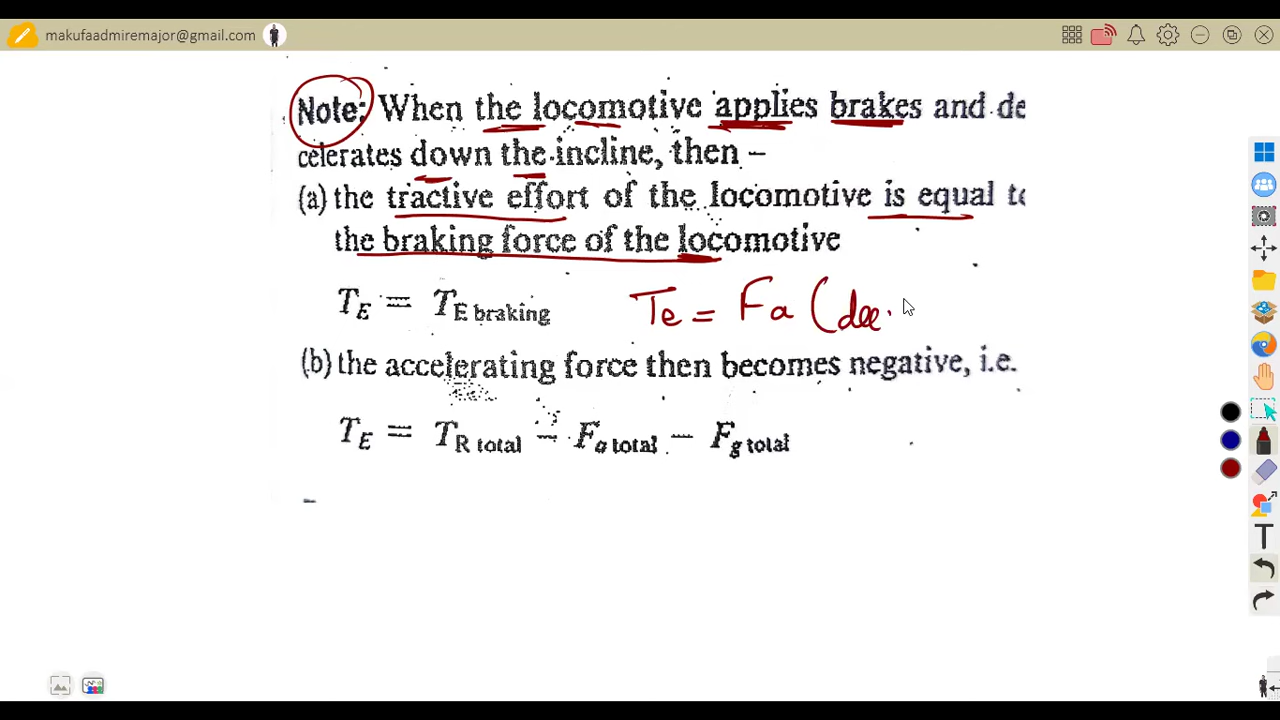 makufaadmiremajor@gmail.com
Note: When the locomotive applies brakes and de
celerates down the incline, then –
(a) the tractive effort of the locomotive is equal to
the braking force of the locomotive
T_E = T_E braking
Te = Fa (dec.
(b) the accelerating force then becomes negative, i.e.
T_E = T_R total – F_a total – F_g total
T